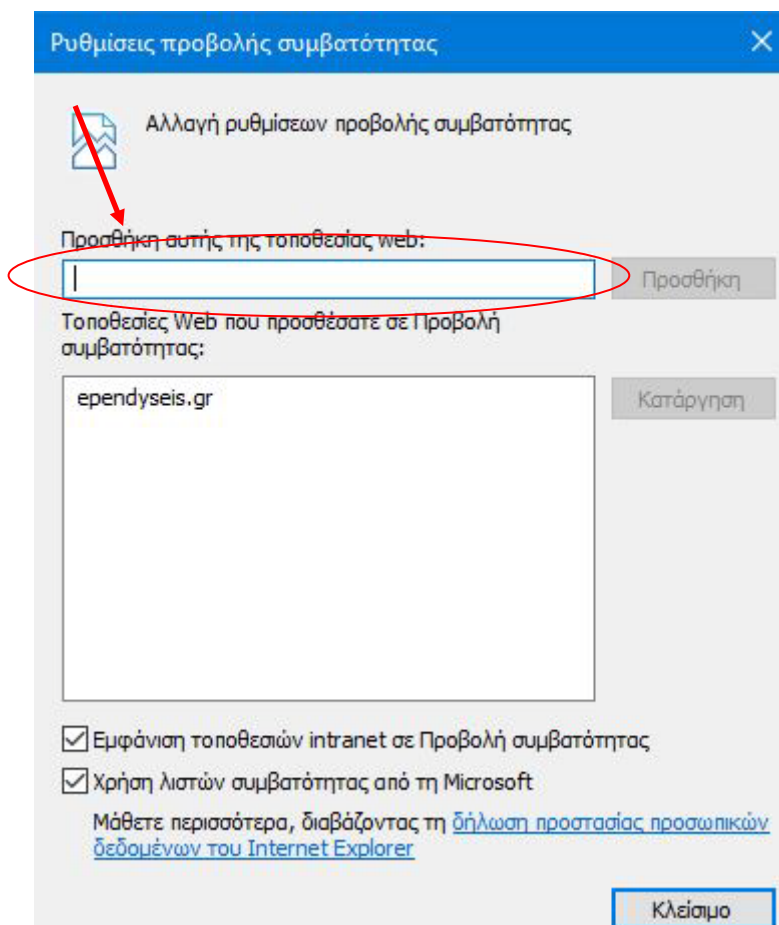 Ρυθμίσεις προβολής συμβατότητας
Αλλαγή ρυθμίσεων προβολής συμβατότητας
Προσθήκη αυτής της τοποθεσίας web:
Προσθήκη
Τοποθεσίες Web που προσθέσατε σε Προβολή
συμβατότητας:
ependyseis.gr
Κατάργηση
Εμφάνιση τοποθεσιών intranet σε Προβολή συμβατότητας
Χρήση λιστών συμβατότητας από τη Microsoft
Μάθετε περισσότερα, διαβάζοντας τη δήλωση προστασίας προσωπικών
δεδομένων του Internet Explorer
Κλείσιμο